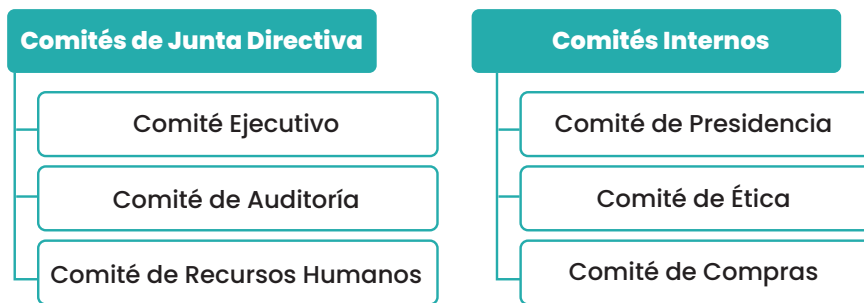 Comités de Junta Directiva
Comité Ejecutivo
Comité de Auditoría
Comité de Recursos Humanos
Comités Internos
Comité de Presidencia
Comité de Ética
Comité de Compras